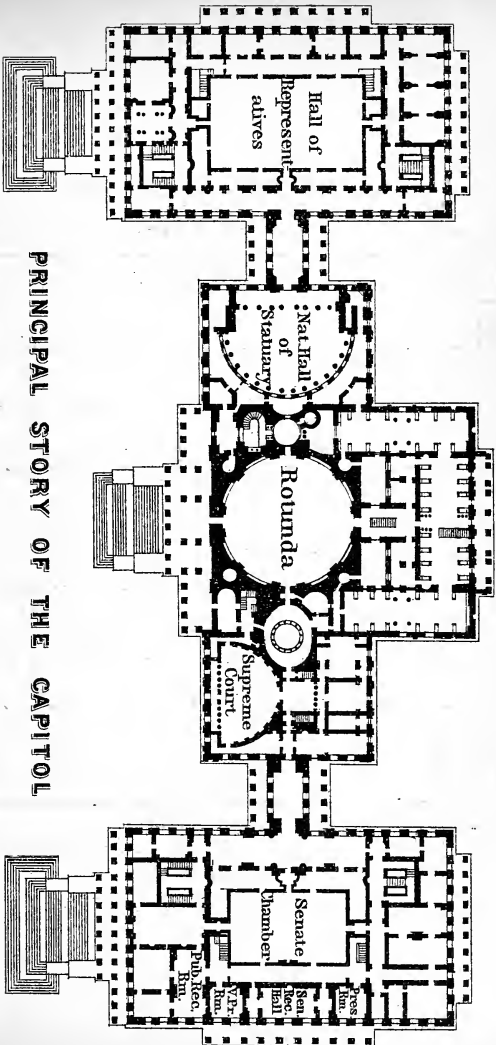 Hall of
Represent-
atives
Nat. Hall
of
Statuary
Rotunda
Supreme
Court
Senate
Chamber
Pres
Rm.
Sen.
Rec.
Hall
V. Pr.
Rm.
Pub. Rec.
Rm.
PRINCIPAL STORY OF THE CAPITOL